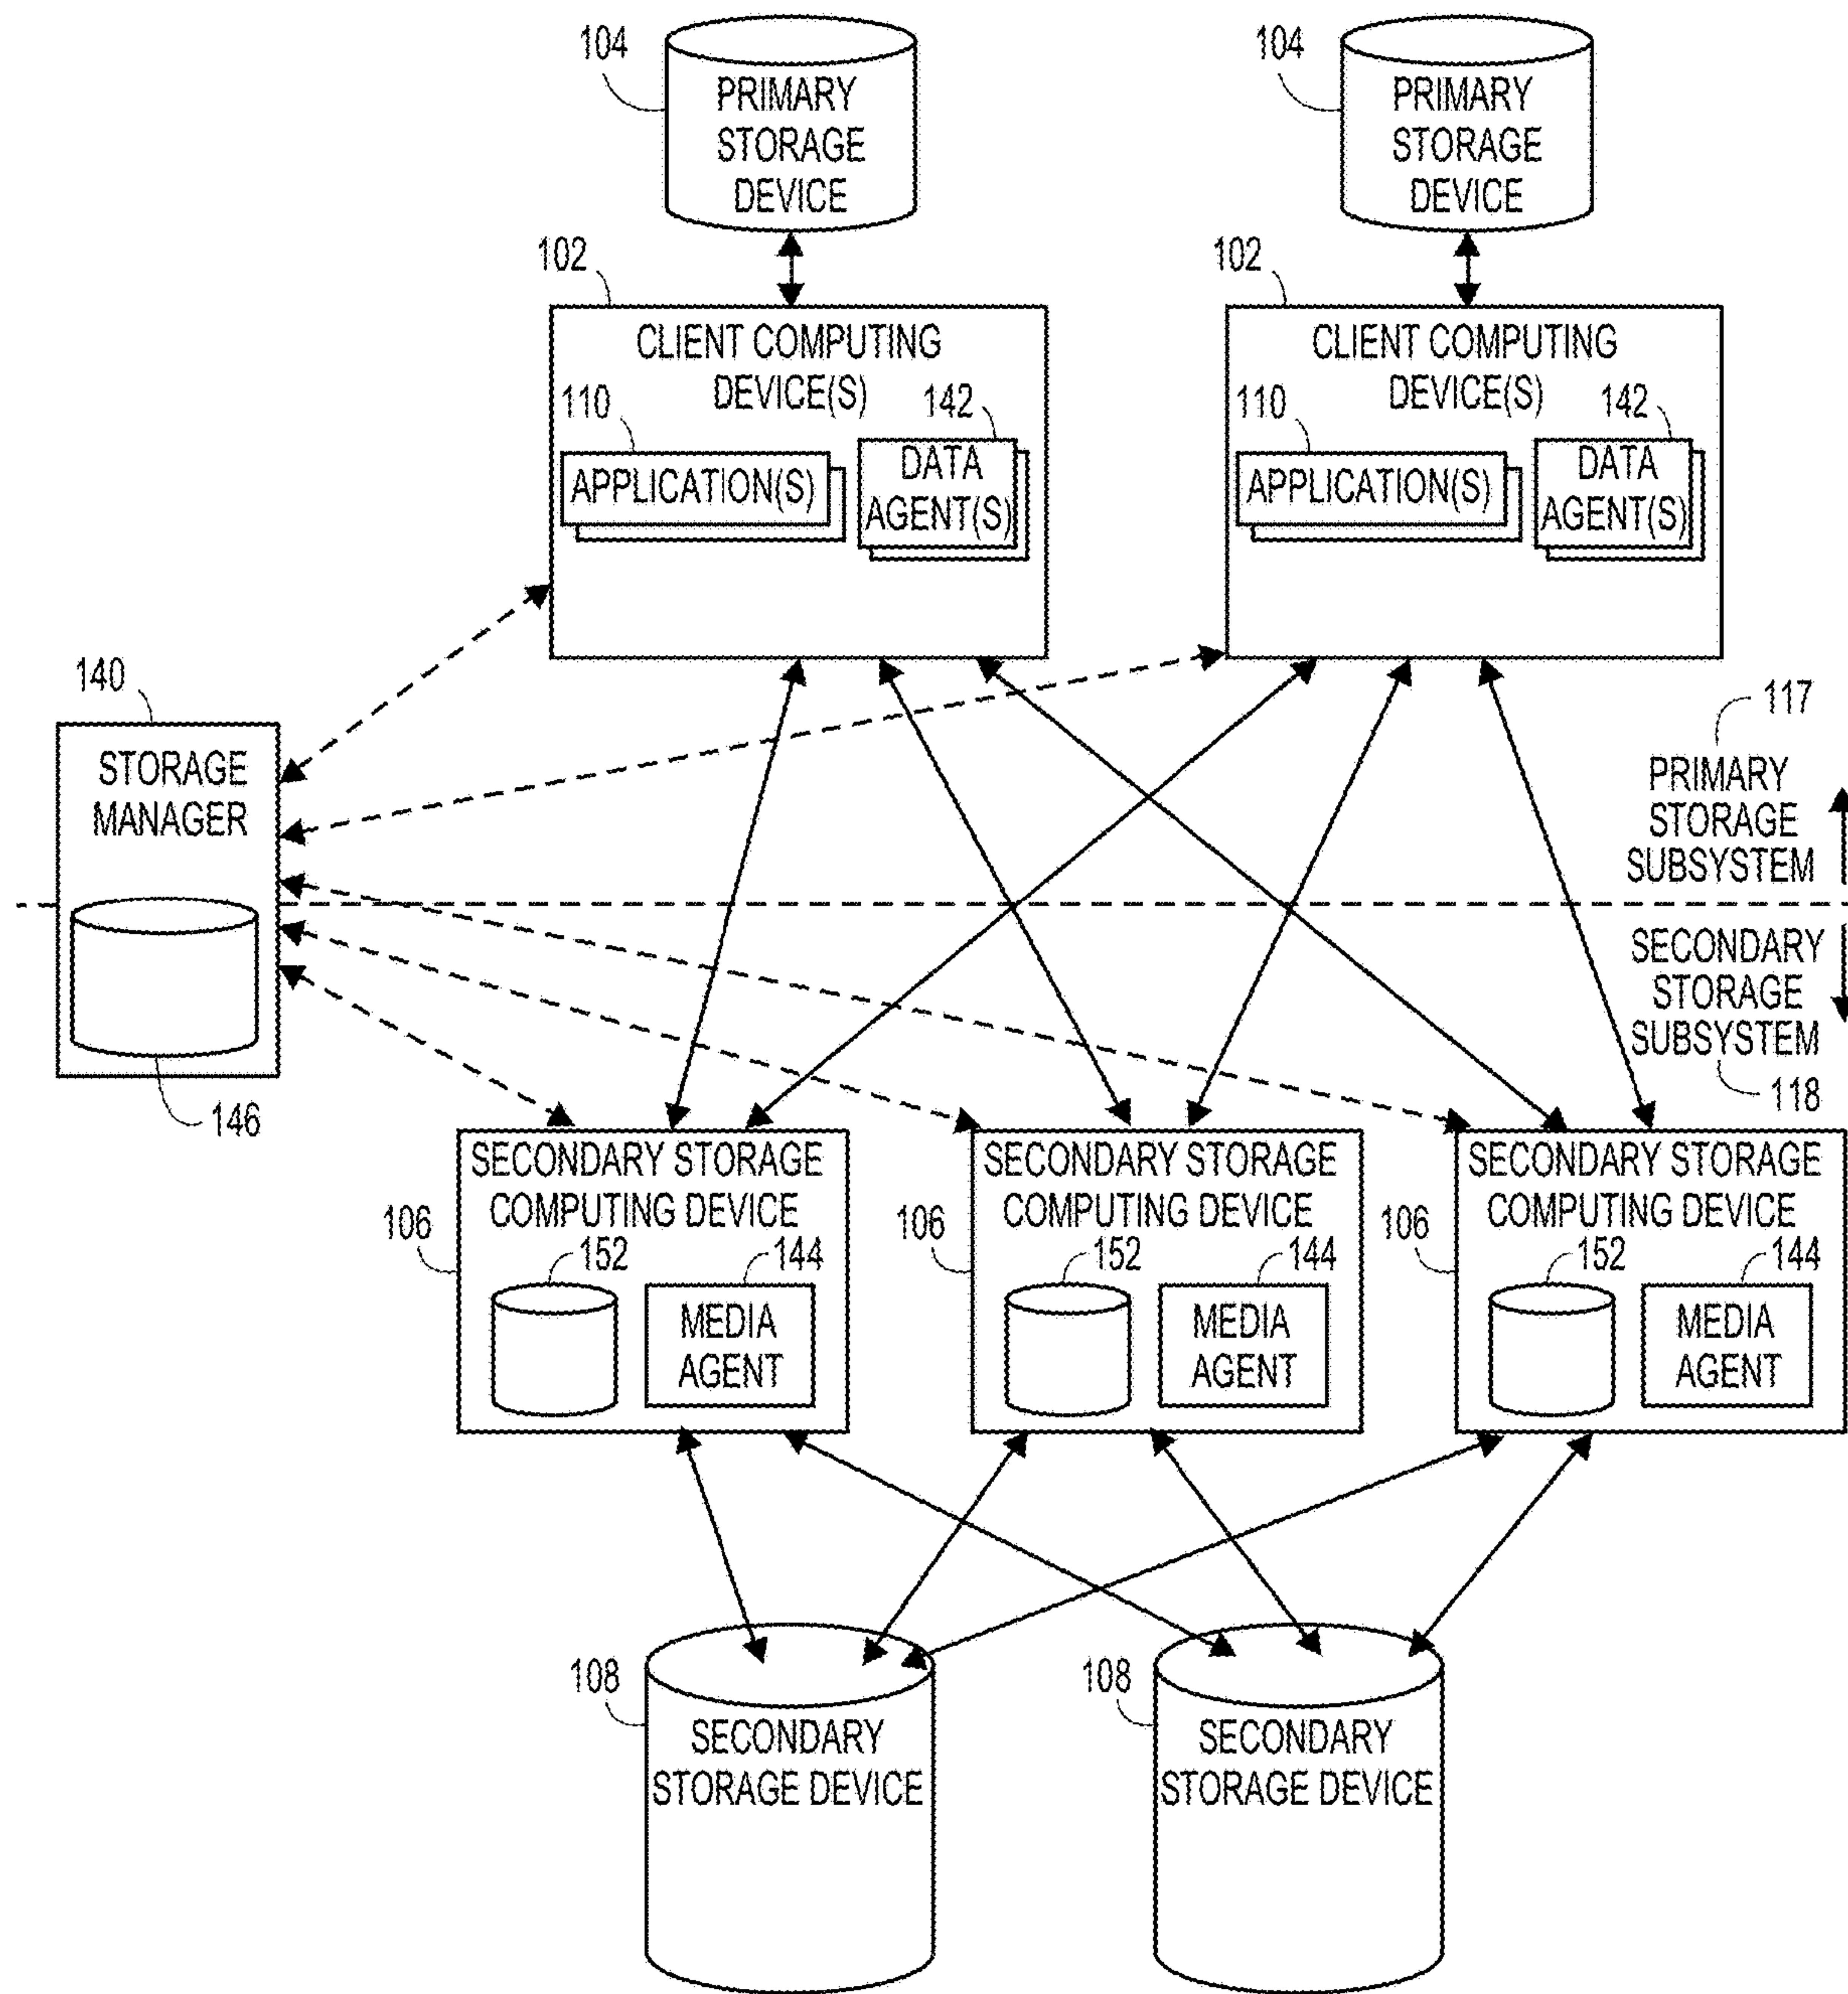 104
PRIMARY
STORAGE
DEVICE
104
PRIMARY
STORAGE
DEVICE
102
CLIENT COMPUTING
DEVICE(S)
110
142
APPLICATION(S)
DATA
AGENT(S)
102
CLIENT COMPUTING
DEVICE(S)
110
142
APPLICATION(S)
DATA
AGENT(S)
140
STORAGE
MANAGER
146
117
PRIMARY
STORAGE
SUBSYSTEM
SECONDARY
STORAGE
SUBSYSTEM
118
SECONDARY STORAGE
COMPUTING DEVICE
106
152
144
MEDIA
AGENT
SECONDARY STORAGE
COMPUTING DEVICE
106
152
144
MEDIA
AGENT
SECONDARY STORAGE
COMPUTING DEVICE
106
152
144
MEDIA
AGENT
108
SECONDARY
STORAGE DEVICE
108
SECONDARY
STORAGE DEVICE